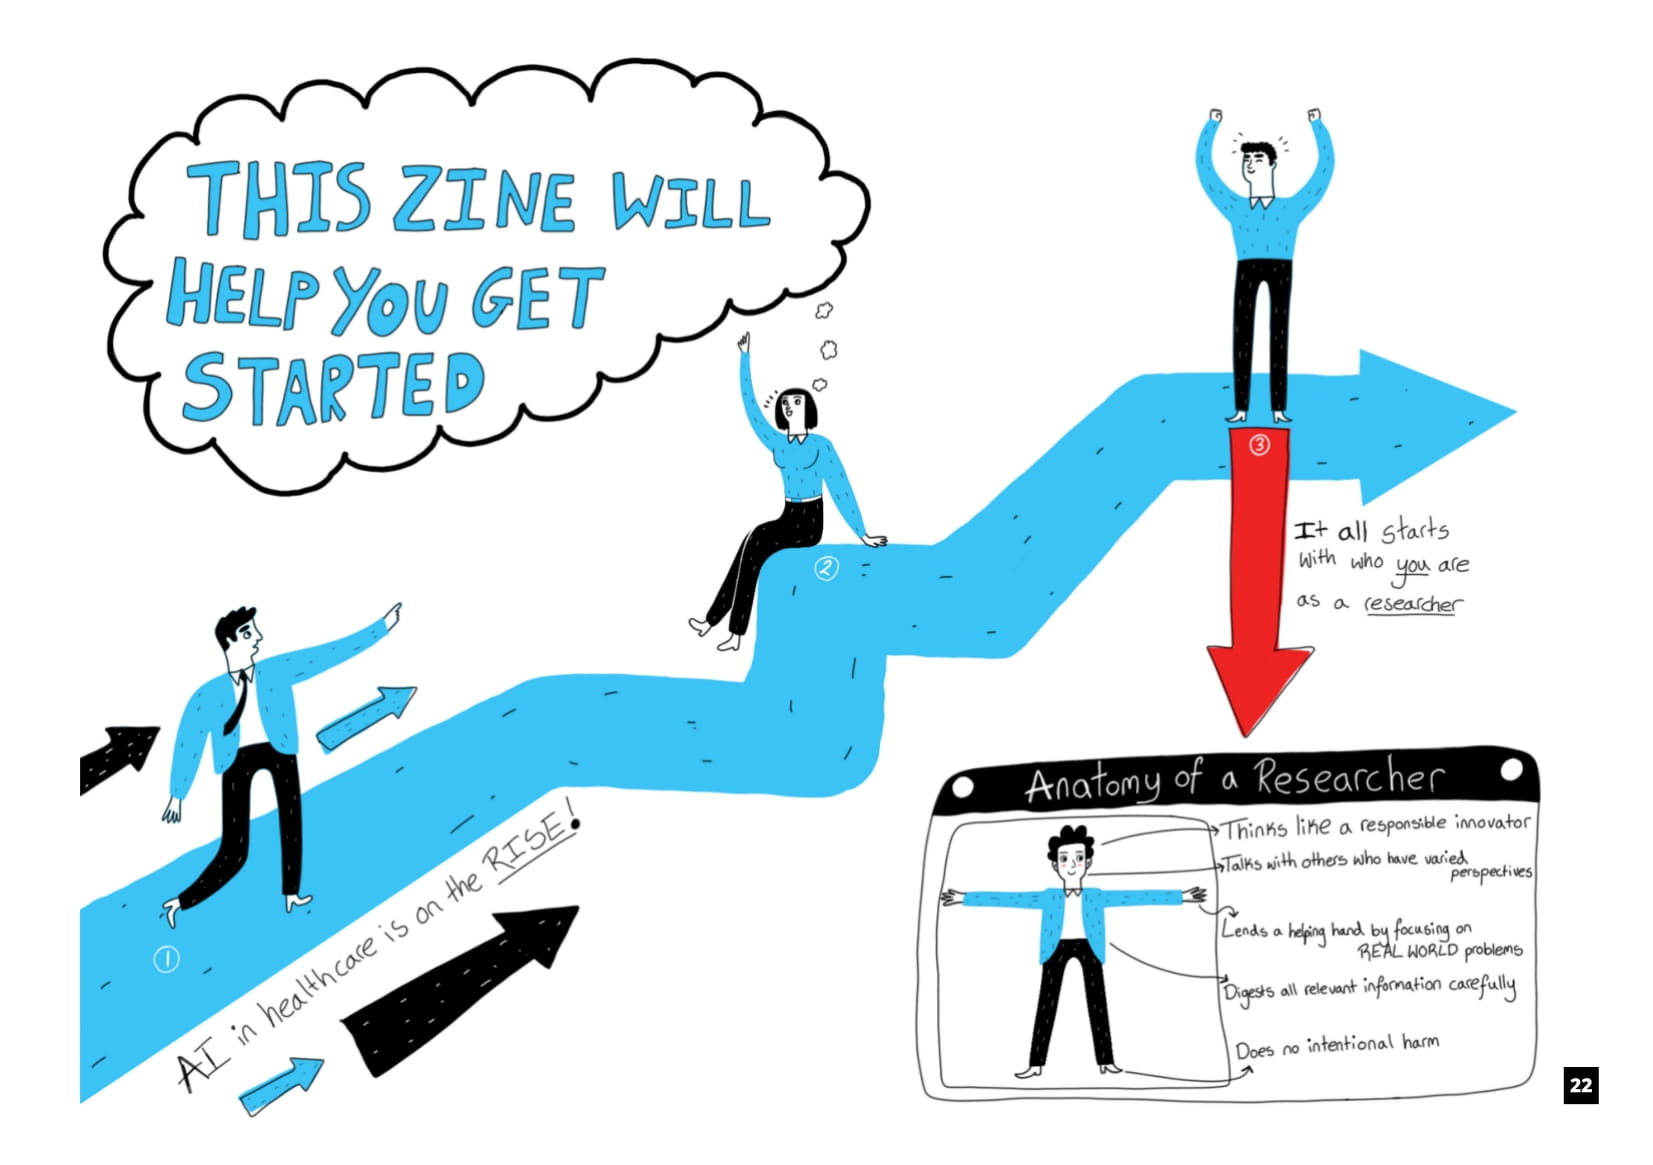 THIS ZINE WILL
HELP YOU GET
STARTED
1
AI in healthcare is on the RISE!
2
3
It all starts
with who you are
as a researcher
Anatomy of a Researcher
Thinks like a responsible innovator
Talks with others who have varied
perspectives
Lends a helping hand by focusing on
REAL WORLD problems
Digests all relevant information carefully
Does no intentional harm
22